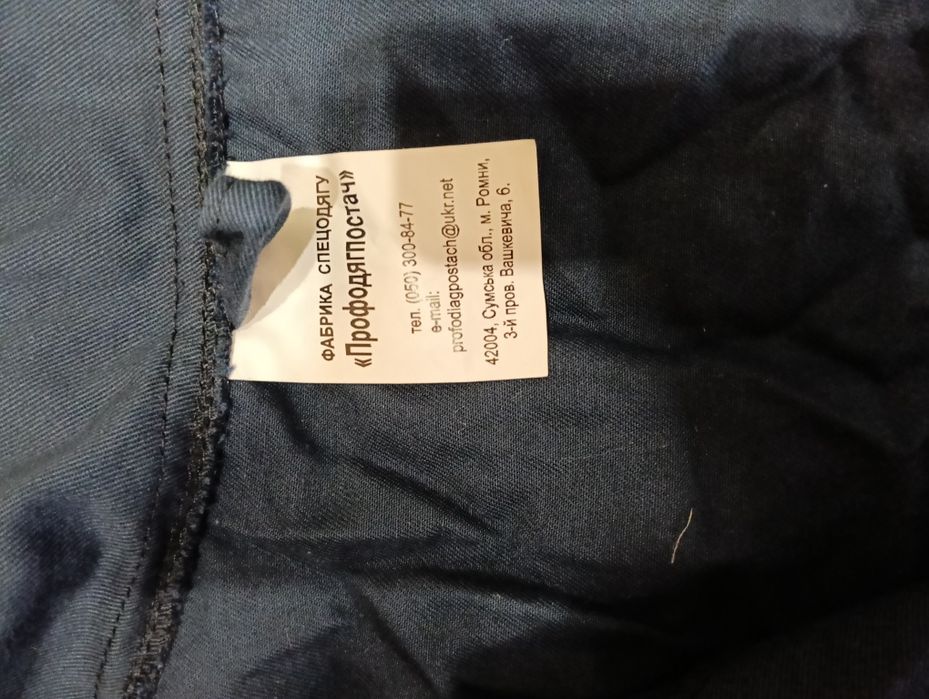 ФАБРИКА СПЕЦОДЯГУ
«Профодягпостач»
тел. (050) 300-84-77
e-mail:
profodiagpostach@ukr.net
42004, Сумська обл., м. Ромни,
3-й пров. Вашкевича, 6.